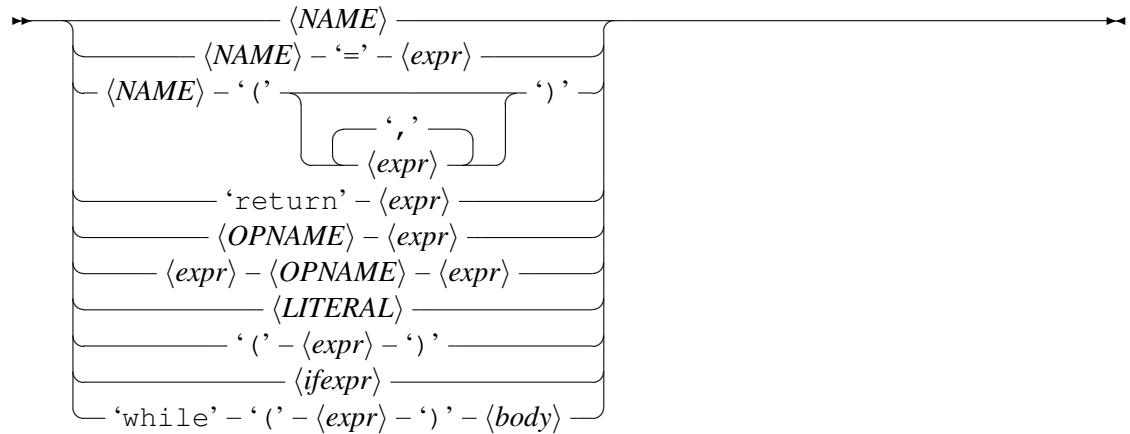 ⟨NAME⟩
⟨NAME⟩ – ‘=’ – ⟨expr⟩
⟨NAME⟩ – ‘(’ ‘)’
‘,’
⟨expr⟩
‘return’ – ⟨expr⟩
⟨OPNAME⟩ – ⟨expr⟩
⟨expr⟩ – ⟨OPNAME⟩ – ⟨expr⟩
⟨LITERAL⟩
‘(’ – ⟨expr⟩ – ‘)’
⟨ifexpr⟩
‘while’ – ‘(’ – ⟨expr⟩ – ‘)’ – ⟨body⟩